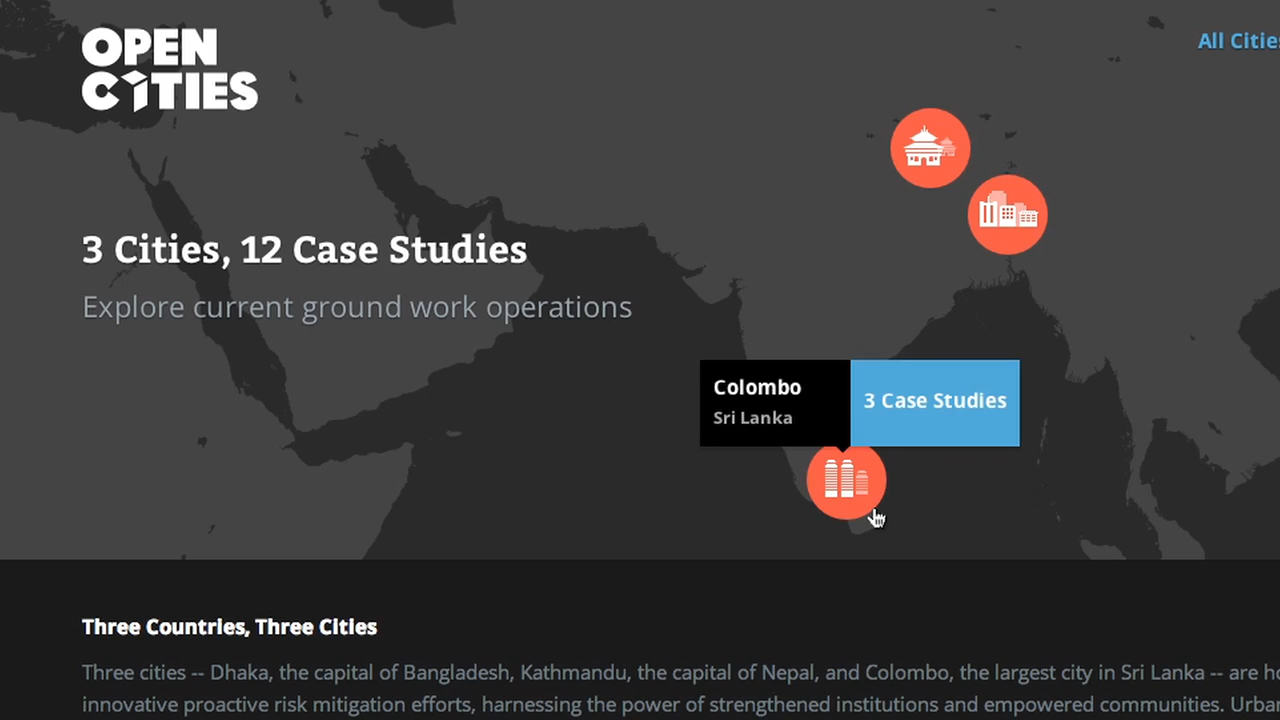 OPEN
CITIES
All Cities
3 Cities, 12 Case Studies
Explore current ground work operations
Colombo
Sri Lanka
3 Case Studies
Three Countries, Three Cities
Three cities -- Dhaka, the capital of Bangladesh, Kathmandu, the capital of Nepal, and Colombo, the largest city in Sri Lanka -- are
innovative proactive risk mitigation efforts, harnessing the power of strengthened institutions and empowered communities.